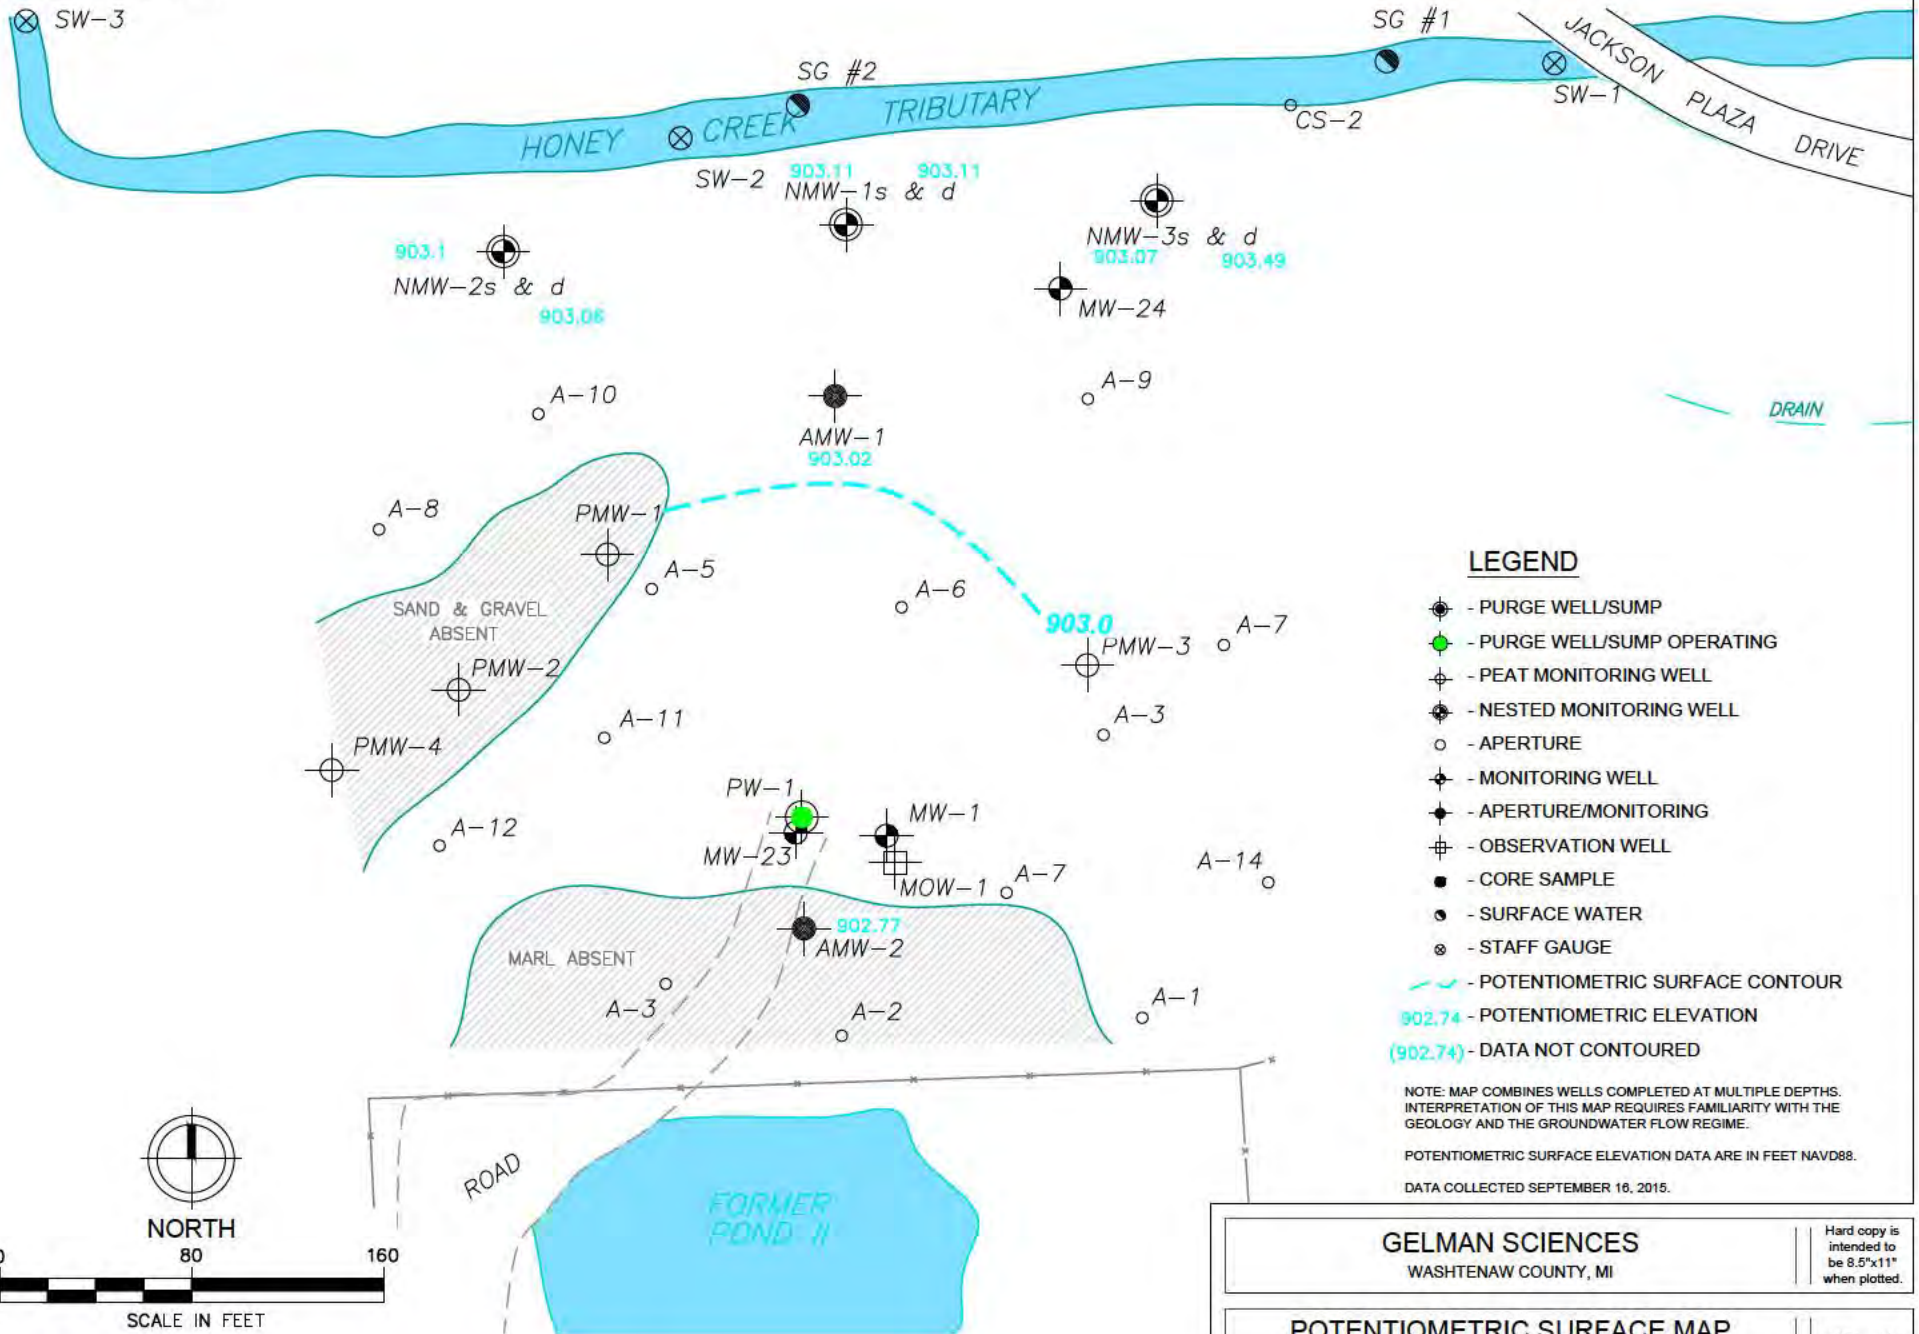 SW-3
SG #1
JACKSON PLAZA DRIVE
SG #2
SW-1
HONEY CREEK TRIBUTARY
CS-2
SW-2
903.11 903.11
NMW-1s & d
903.1
NMW-2s & d
903.06
NMW-3s & d
903.07 903.49
MW-24
A-10
A-9
AMW-1
903.02
DRAIN
A-8
PMW-1
A-5
A-6
SAND & GRAVEL
ABSENT
903.0
PMW-3
A-7
PMW-2
A-11
A-3
PMW-4
PW-1
MW-1
A-12
MW-23
MOW-1
A-7
A-14
902.77
AMW-2
MARL ABSENT
A-3
A-2
A-1
ROAD
FORMER
POND II
NORTH
0 80 160
SCALE IN FEET
LEGEND
- PURGE WELL/SUMP
- PURGE WELL/SUMP OPERATING
- PEAT MONITORING WELL
- NESTED MONITORING WELL
- APERTURE
- MONITORING WELL
- APERTURE/MONITORING
- OBSERVATION WELL
- CORE SAMPLE
- SURFACE WATER
- STAFF GAUGE
- POTENTIOMETRIC SURFACE CONTOUR
902.74 - POTENTIOMETRIC ELEVATION
(902.74) - DATA NOT CONTOURED
NOTE: MAP COMBINES WELLS COMPLETED AT MULTIPLE DEPTHS.
INTERPRETATION OF THIS MAP REQUIRES FAMILIARITY WITH THE
GEOLOGY AND THE GROUNDWATER FLOW REGIME.
POTENTIOMETRIC SURFACE ELEVATION DATA ARE IN FEET NAVD88.
DATA COLLECTED SEPTEMBER 16, 2015.
GELMAN SCIENCES
WASHTENAW COUNTY, MI
Hard copy is
intended to
be 8.5"x11"
when plotted.
POTENTIOMETRIC SURFACE MAP